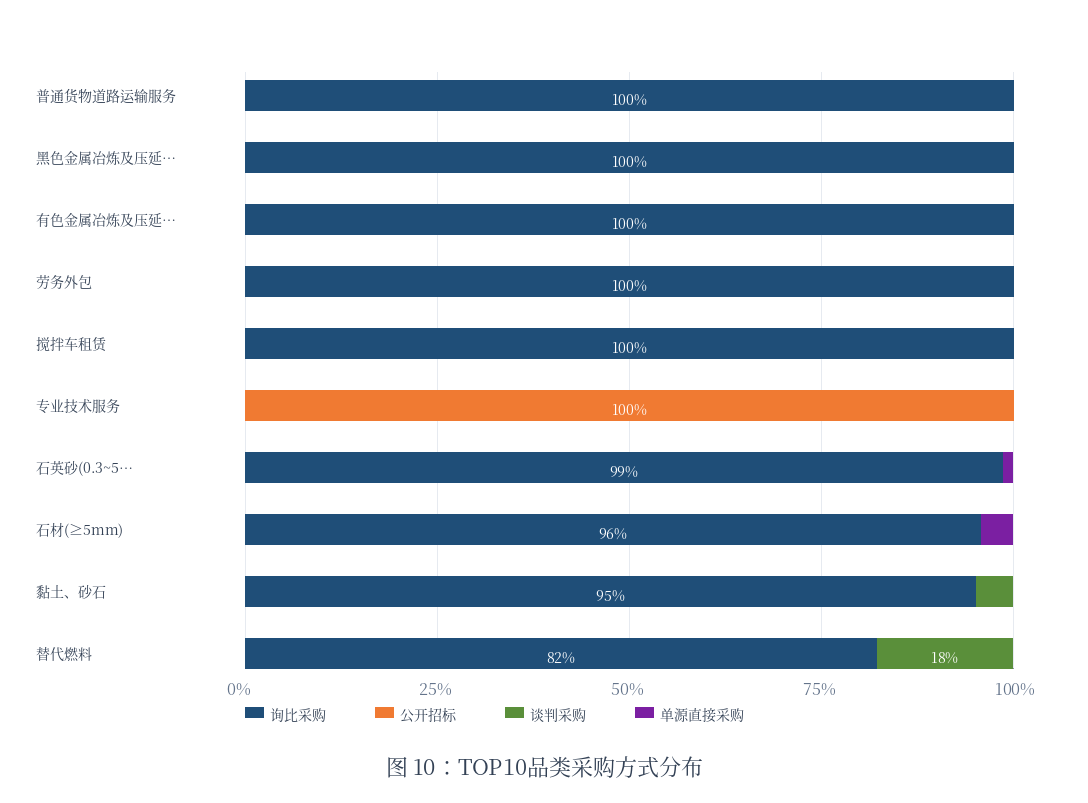 普通货物道路运输服务 100%
黑色金属冶炼及压延… 100%
有色金属冶炼及压延… 100%
劳务外包 100%
搅拌车租赁 100%
专业技术服务 100%
石英砂(0.3~5… 99%
石材(≥5mm) 96%
黏土、砂石 95%
替代燃料 82% 18%
0% 25% 50% 75% 100%
询比采购 公开招标 谈判采购 单源直接采购
图 10：TOP10品类采购方式分布